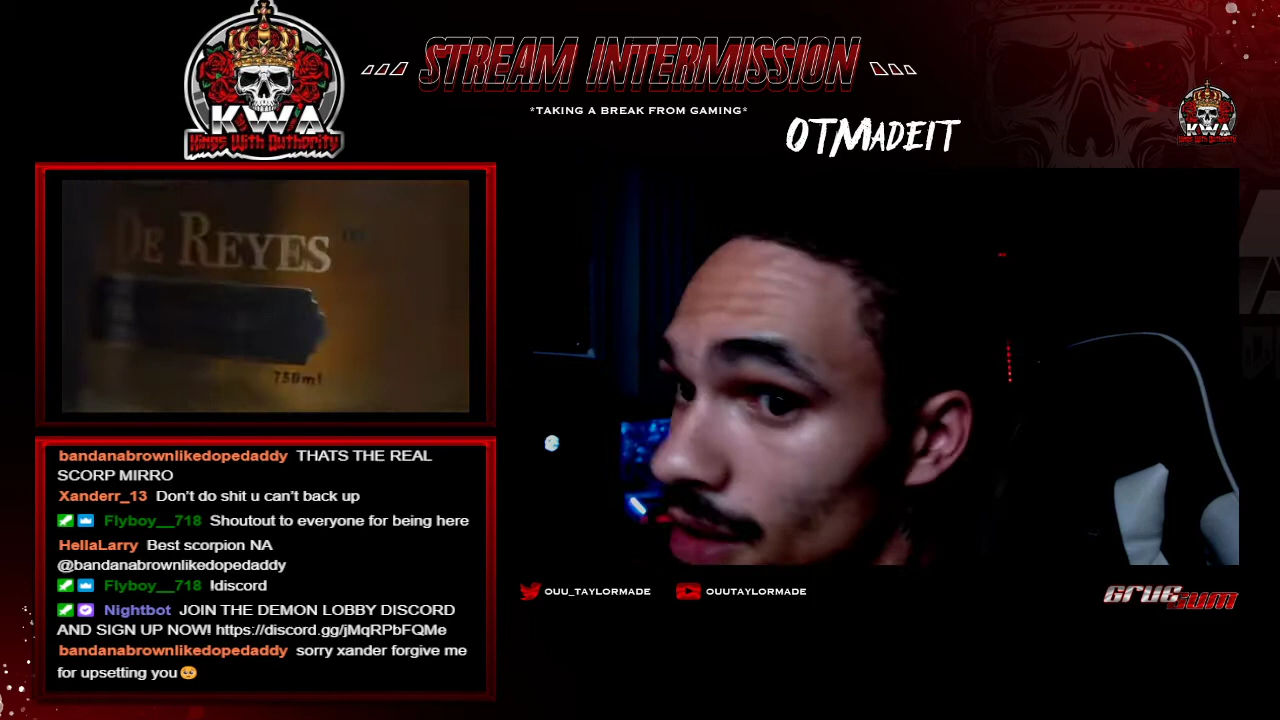 STREAM INTERMISSION
*TAKING A BREAK FROM GAMING*
OTMADEIT
KWA
Kings With Authority
KWA
DE REYES
750ml
bandanabrownlikedopedaddy THATS THE REAL
SCORP MIRRO
Xanderr_13 Don't do shit u can't back up
Flyboy__718 Shoutout to everyone for being here
HellaLarry Best scorpion NA
@bandanabrownlikedopedaddy
Flyboy__718 !discord
Nightbot JOIN THE DEMON LOBBY DISCORD
AND SIGN UP NOW! https://discord.gg/jMqRPbFQMe
bandanabrownlikedopedaddy sorry xander forgive me
for upsetting you🥺
OUU_TAYLORMADE
OUUTAYLORMADE
GRUESUM